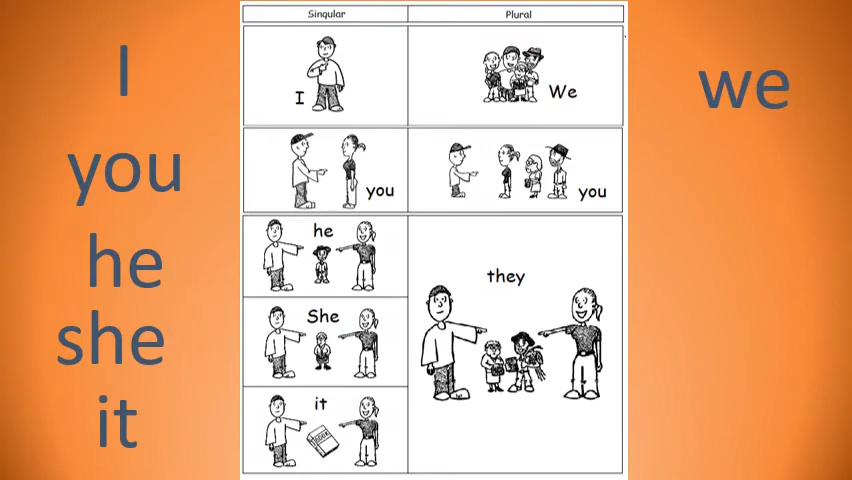 I
you
he
she
it
Singular
Plural
I
We
you
you
he
they
She
it
we